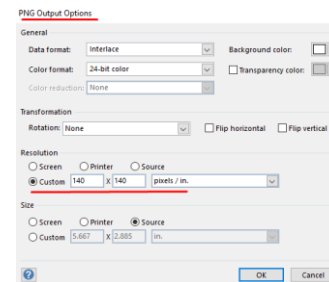 PNG Output Options
General
Data format: Interlace Background color:
Color format: 24-bit color Transparency color:
Color reduction: None
Transformation
Rotation: None Flip horizontal Flip vertical
Resolution
Screen Printer Source
Custom 140 X 140 pixels / in.
Size
Screen Printer Source
Custom 5.667 X 2.885 in.
? OK Cancel